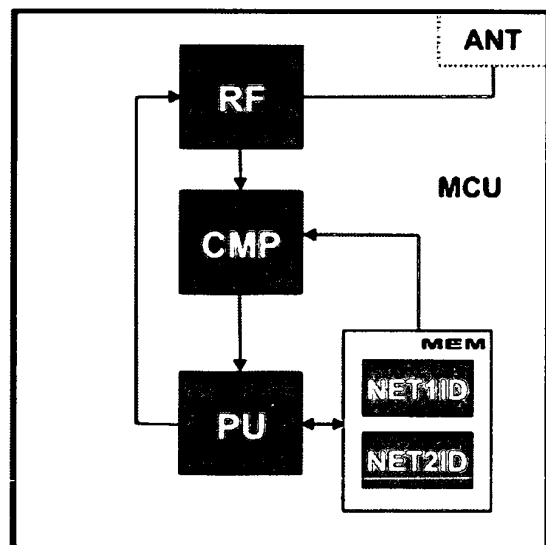 ANT
RF
MCU
CMP
MEM
NET1ID
PU
NET2ID